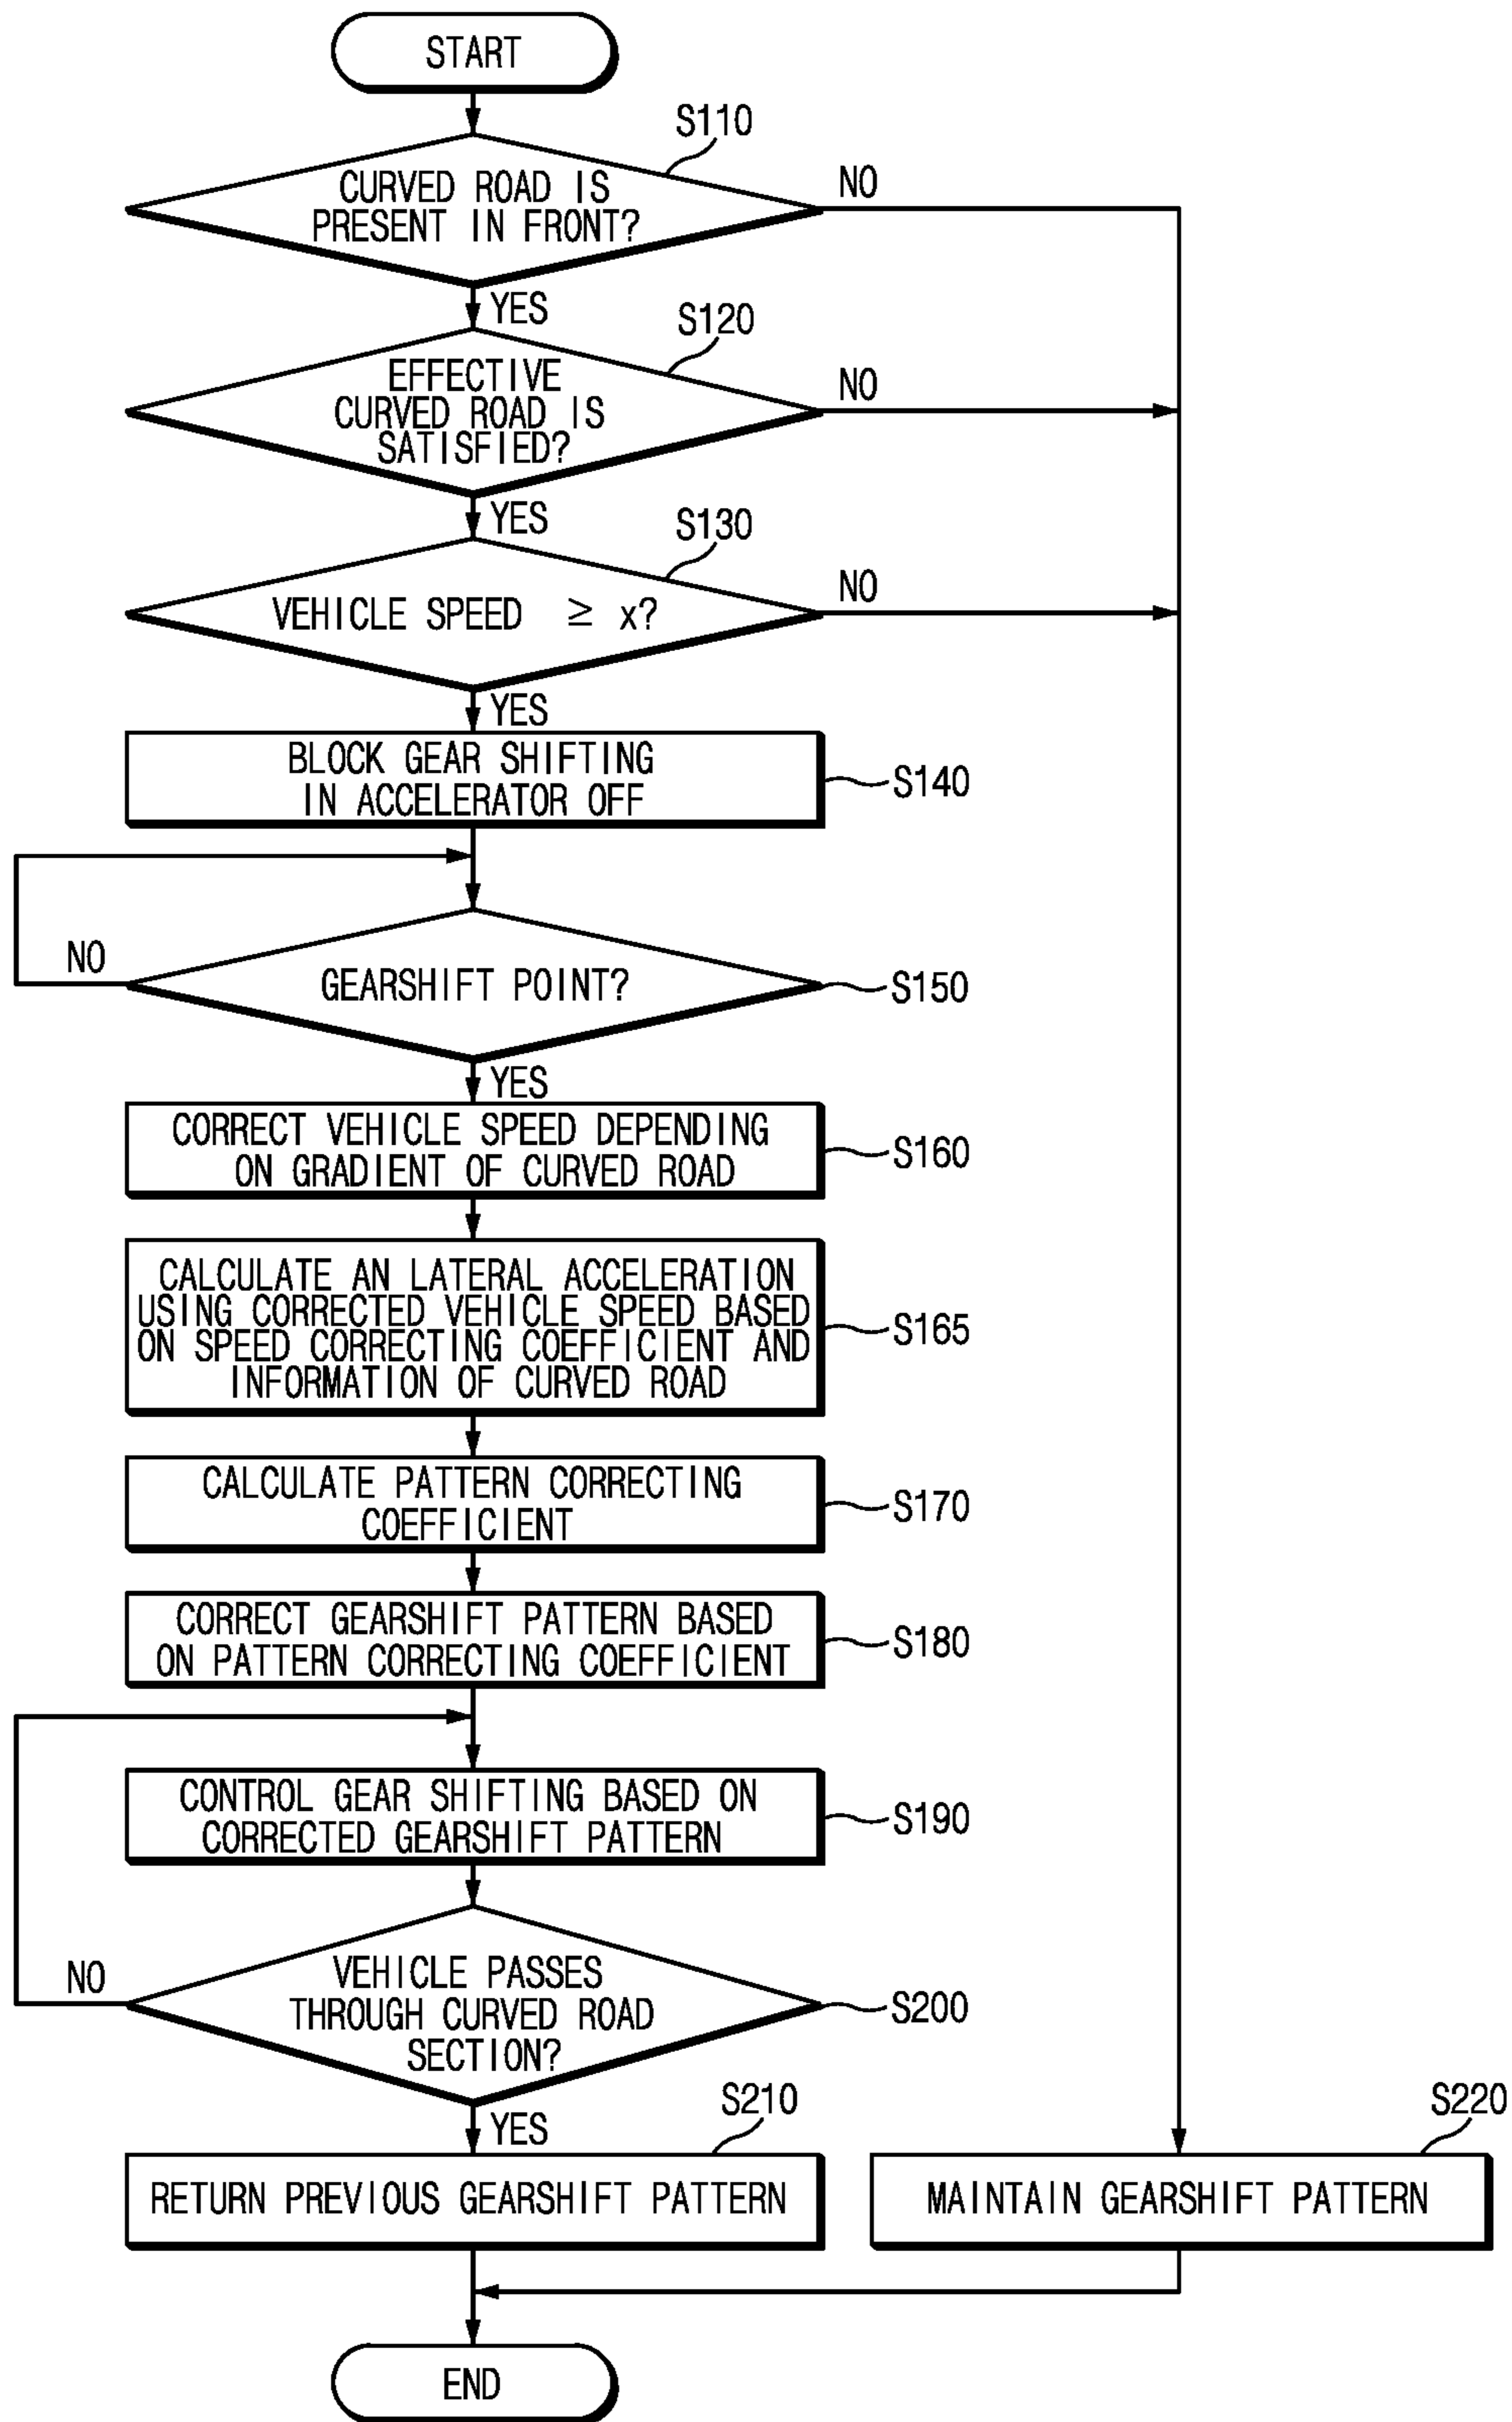 START
S110
CURVED ROAD IS
PRESENT IN FRONT?
NO
YES
S120
EFFECTIVE
CURVED ROAD IS
SATISFIED?
NO
YES
S130
VEHICLE SPEED ≥ x?
NO
YES
BLOCK GEAR SHIFTING
IN ACCELERATOR OFF
S140
NO
GEARSHIFT POINT?
S150
YES
CORRECT VEHICLE SPEED DEPENDING
ON GRADIENT OF CURVED ROAD
S160
CALCULATE AN LATERAL ACCELERATION
USING CORRECTED VEHICLE SPEED BASED
ON SPEED CORRECTING COEFFICIENT AND
INFORMATION OF CURVED ROAD
S165
CALCULATE PATTERN CORRECTING
COEFFICIENT
S170
CORRECT GEARSHIFT PATTERN BASED
ON PATTERN CORRECTING COEFFICIENT
S180
CONTROL GEAR SHIFTING BASED ON
CORRECTED GEARSHIFT PATTERN
S190
NO
VEHICLE PASSES
THROUGH CURVED ROAD
SECTION?
S200
YES
S210
RETURN PREVIOUS GEARSHIFT PATTERN
S220
MAINTAIN GEARSHIFT PATTERN
END